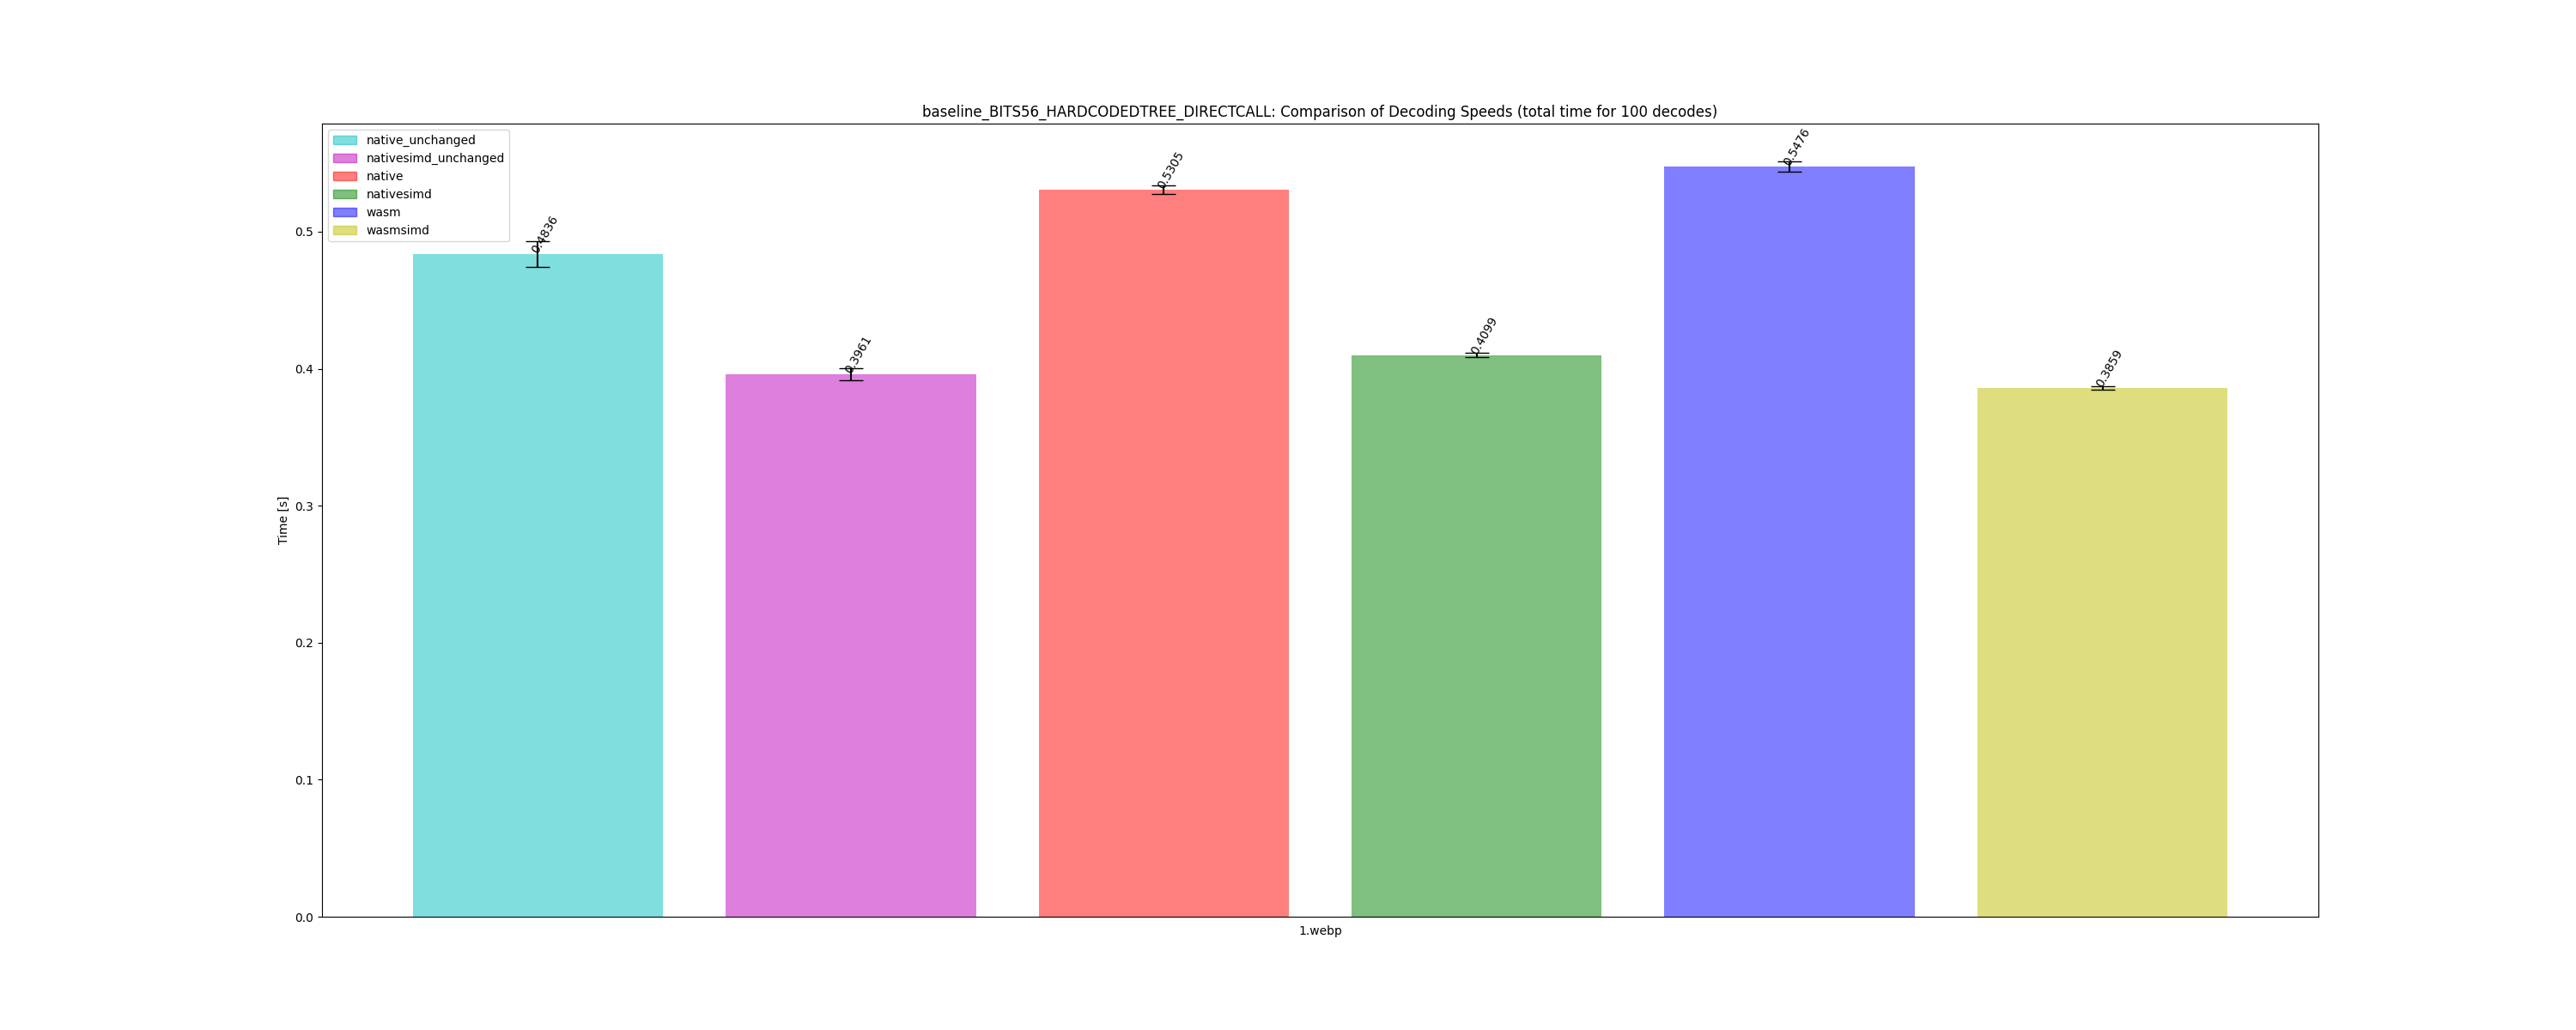 baseline_BITS56_HARDCODEDTREE_DIRECTCALL: Comparison of Decoding Speeds (total time for 100 decodes)
native_unchanged
nativesimd_unchanged
native
nativesimd
wasm
wasmsimd
0.4836
0.3961
0.5305
0.4099
0.5476
0.3859
Time [s]
0.5
0.4
0.3
0.2
0.1
0.0
1.webp